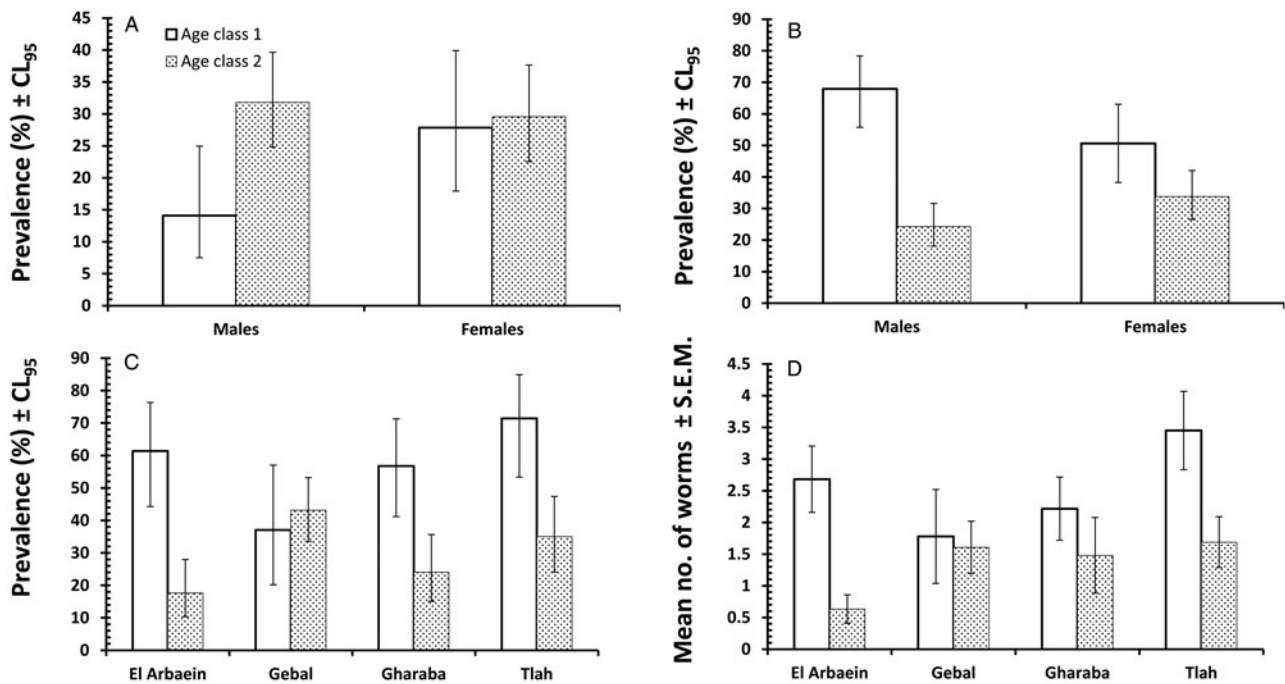 A
Prevalence (%) ± CL95
45
40
35
30
25
20
15
10
5
0
Age class 1
Age class 2
Males Females
B
Prevalence (%) ± CL95
90
80
70
60
50
40
30
20
10
0
Males Females
C
Prevalence (%) ± CL95
90
80
70
60
50
40
30
20
10
0
El Arbaein Gebal Gharaba Tlah
D
Mean no. of worms ± S.E.M.
4.5
4
3.5
3
2.5
2
1.5
1
0.5
0
El Arbaein Gebal Gharaba Tlah